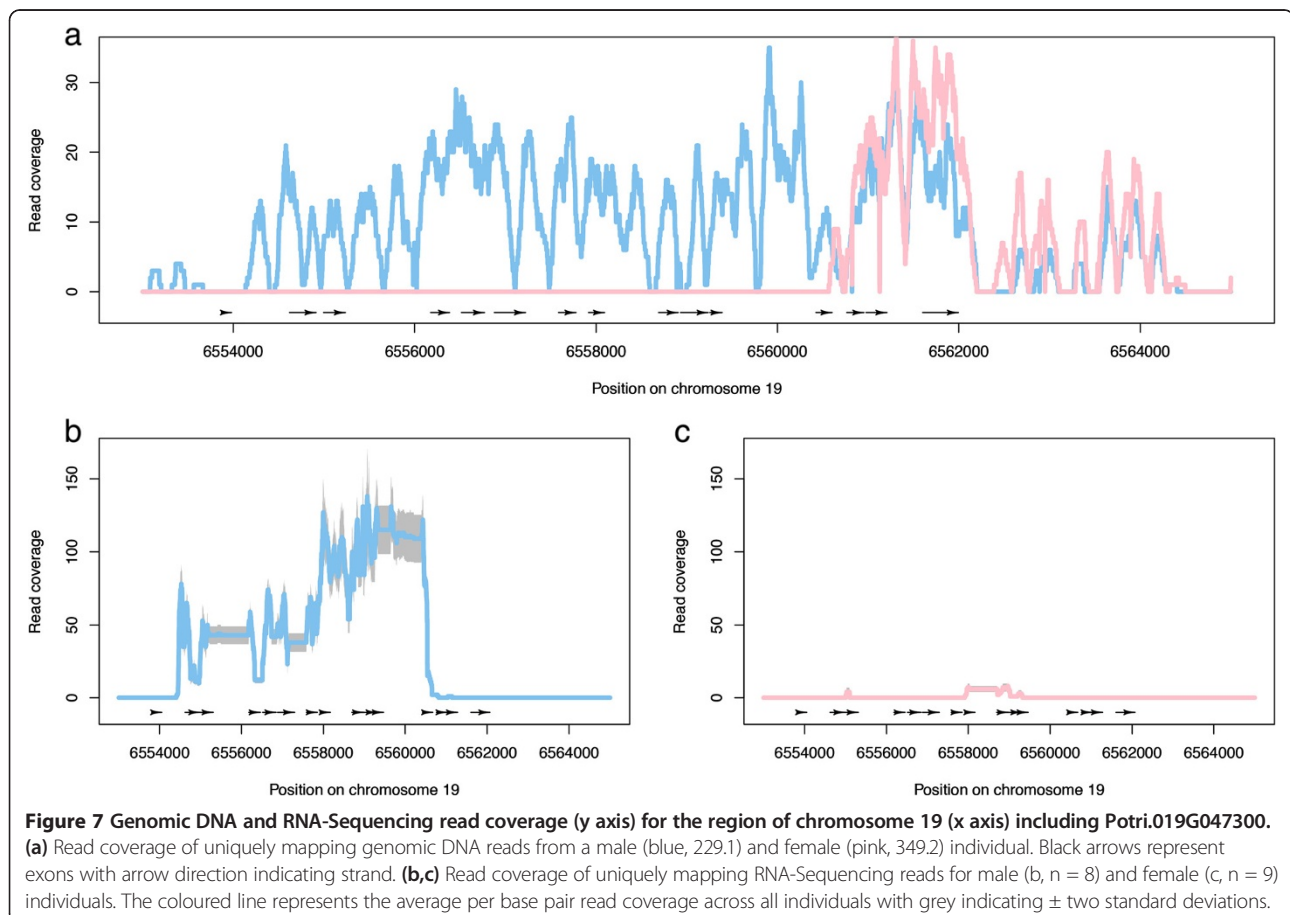 a
Read coverage
0 10 20 30
6554000 6556000 6558000 6560000 6562000 6564000
Position on chromosome 19
b
Read coverage
0 50 100 150
6554000 6556000 6558000 6560000 6562000 6564000
Position on chromosome 19
c
Read coverage
0 50 100 150
6554000 6556000 6558000 6560000 6562000 6564000
Position on chromosome 19
Figure 7 Genomic DNA and RNA-Sequencing read coverage (y axis) for the region of chromosome 19 (x axis) including Potri.019G047300.
(a) Read coverage of uniquely mapping genomic DNA reads from a male (blue, 229.1) and female (pink, 349.2) individual. Black arrows represent
exons with arrow direction indicating strand. (b,c) Read coverage of uniquely mapping RNA-Sequencing reads for male (b, n = 8) and female (c, n = 9)
individuals. The coloured line represents the average per base pair read coverage across all individuals with grey indicating ± two standard deviations.